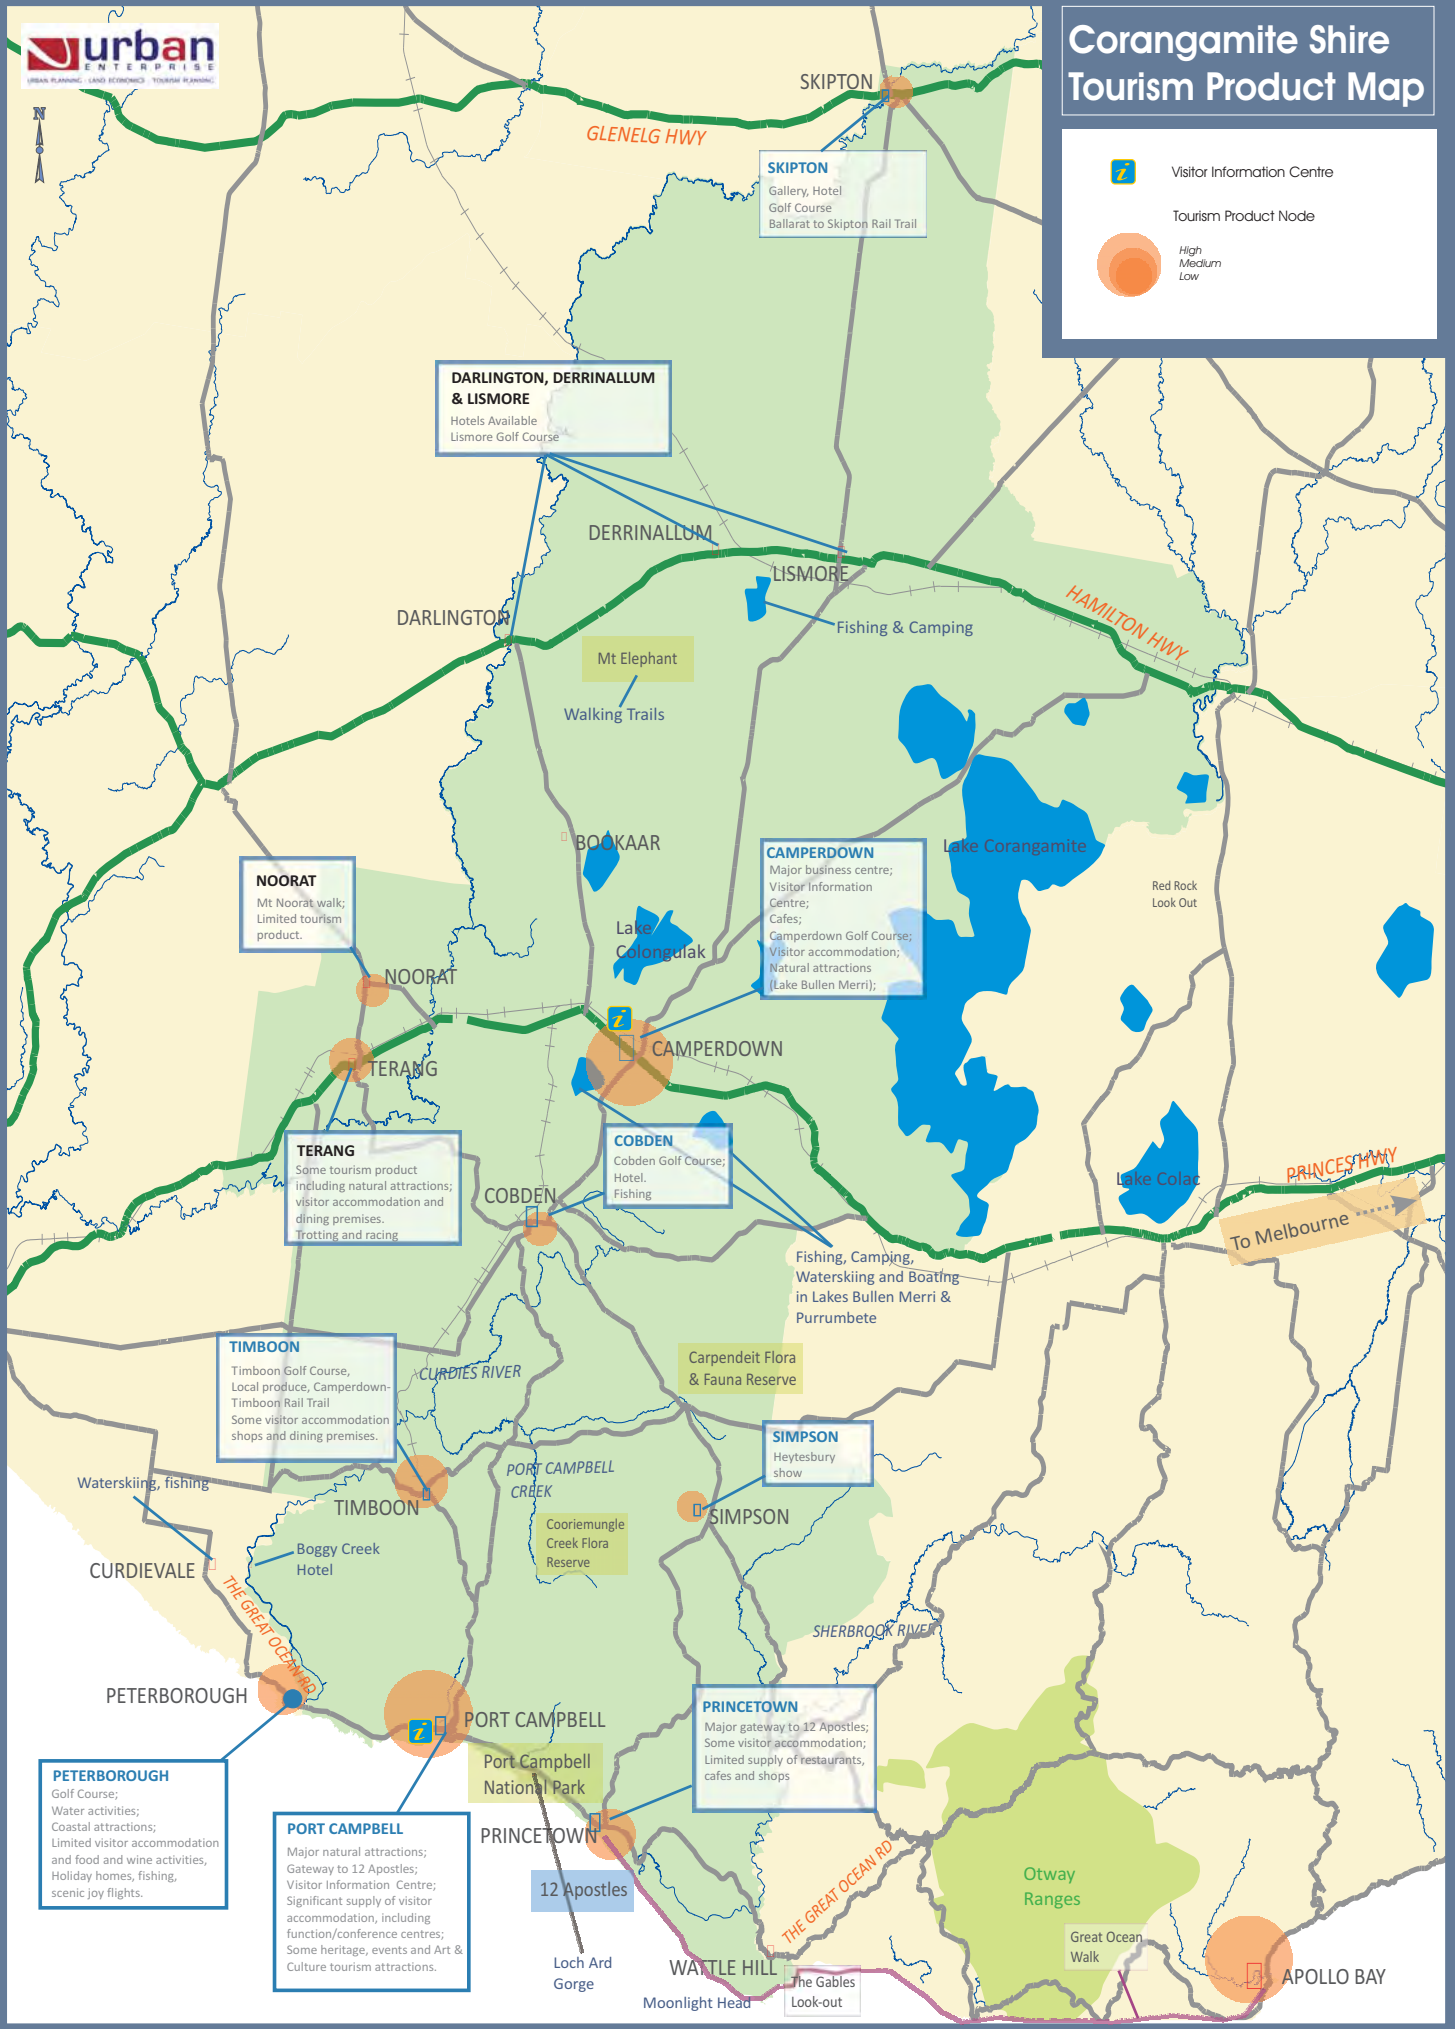 urban
ENTERPRISE
URBAN PLANNING · LAND ECONOMICS · TOURISM PLANNING
N
Corangamite Shire
Tourism Product Map
i
Visitor Information Centre
Tourism Product Node
High
Medium
Low
SKIPTON
GLENELG HWY
SKIPTON
Gallery, Hotel
Golf Course
Ballarat to Skipton Rail Trail
DARLINGTON, DERRINALLUM
& LISMORE
Hotels Available
Lismore Golf Course
DERRINALLUM
LISMORE
DARLINGTON
HAMILTON HWY
Fishing & Camping
Mt Elephant
Walking Trails
BOOKAAR
Lake Corangamite
CAMPERDOWN
Major business centre;
Visitor Information
Centre;
Cafes;
Camperdown Golf Course;
Visitor accommodation;
Natural attractions
(Lake Bullen Merri);
Red Rock
Look Out
NOORAT
Mt Noorat walk;
Limited tourism
product.
Lake
Colongulak
NOORAT
i
CAMPERDOWN
TERANG
TERANG
Some tourism product
including natural attractions;
visitor accommodation and
dining premises.
Trotting and racing
COBDEN
Cobden Golf Course;
Hotel.
Fishing
COBDEN
Lake Colac
PRINCES HWY
To Melbourne
Fishing, Camping,
Waterskiing and Boating
in Lakes Bullen Merri &
Purrumbete
TIMBOON
Timboon Golf Course,
Local produce, Camperdown-
Timboon Rail Trail
Some visitor accommodation
shops and dining premises.
CURDIES RIVER
Carpendeit Flora
& Fauna Reserve
SIMPSON
Heytesbury
show
Waterskiing, fishing
PORT CAMPBELL
CREEK
TIMBOON
SIMPSON
Cooriemungle
Creek Flora
Reserve
Boggy Creek
Hotel
CURDIEVALE
THE GREAT OCEAN RD
SHERBROOK RIVER
PETERBOROUGH
i
PORT CAMPBELL
PRINCETOWN
Major gateway to 12 Apostles;
Some visitor accommodation;
Limited supply of restaurants,
cafes and shops
Port Campbell
National Park
PETERBOROUGH
Golf Course;
Water activities;
Coastal attractions;
Limited visitor accommodation
and food and wine activities,
Holiday homes, fishing,
scenic joy flights.
PORT CAMPBELL
Major natural attractions;
Gateway to 12 Apostles;
Visitor Information Centre;
Significant supply of visitor
accommodation, including
function/conference centres;
Some heritage, events and Art &
Culture tourism attractions.
PRINCETOWN
12 Apostles
THE GREAT OCEAN RD
Otway
Ranges
Great Ocean
Walk
Loch Ard
Gorge
WATTLE HILL
Moonlight Head
The Gables
Look-out
APOLLO BAY